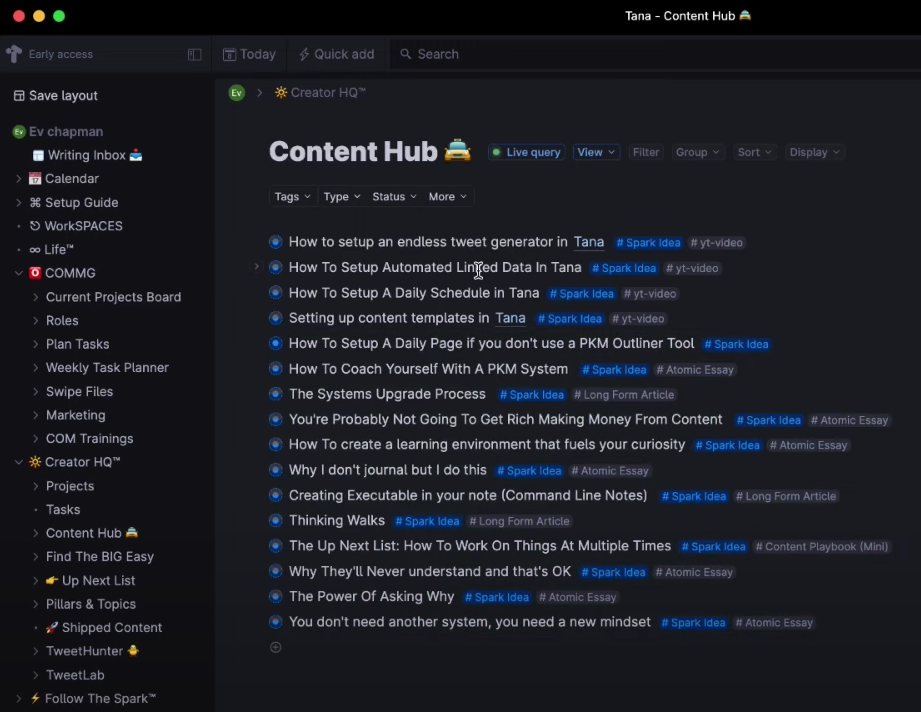 Tana - Content Hub 🚖
Early access
Today
Quick add
Search
Save layout
Ev chapman
Writing Inbox 📥
Calendar
⌘ Setup Guide
WorkSPACES
∞ Life™
COMMG
Current Projects Board
Roles
Plan Tasks
Weekly Task Planner
Swipe Files
Marketing
COM Trainings
🔆 Creator HQ™
Projects
Tasks
Content Hub 🚖
Find The BIG Easy
👉 Up Next List
Pillars & Topics
🚀 Shipped Content
TweetHunter 🐥
TweetLab
⚡ Follow The Spark™
Ev > 🔆 Creator HQ™
Content Hub 🚖 Live query View Filter Group Sort Display
Tags Type Status More
How to setup an endless tweet generator in Tana # Spark Idea # yt-video
How To Setup Automated Linked Data In Tana # Spark Idea # yt-video
How To Setup A Daily Schedule in Tana # Spark Idea # yt-video
Setting up content templates in Tana # Spark Idea # yt-video
How To Setup A Daily Page if you don't use a PKM Outliner Tool # Spark Idea
How To Coach Yourself With A PKM System # Spark Idea # Atomic Essay
The Systems Upgrade Process # Spark Idea # Long Form Article
You're Probably Not Going To Get Rich Making Money From Content # Spark Idea # Atomic Essay
How To create a learning environment that fuels your curiosity # Spark Idea # Atomic Essay
Why I don't journal but I do this # Spark Idea # Atomic Essay
Creating Executable in your note (Command Line Notes) # Spark Idea # Long Form Article
Thinking Walks # Spark Idea # Long Form Article
The Up Next List: How To Work On Things At Multiple Times # Spark Idea # Content Playbook (Mini)
Why They'll Never understand and that's OK # Spark Idea # Atomic Essay
The Power Of Asking Why # Spark Idea # Atomic Essay
You don't need another system, you need a new mindset # Spark Idea # Atomic Essay